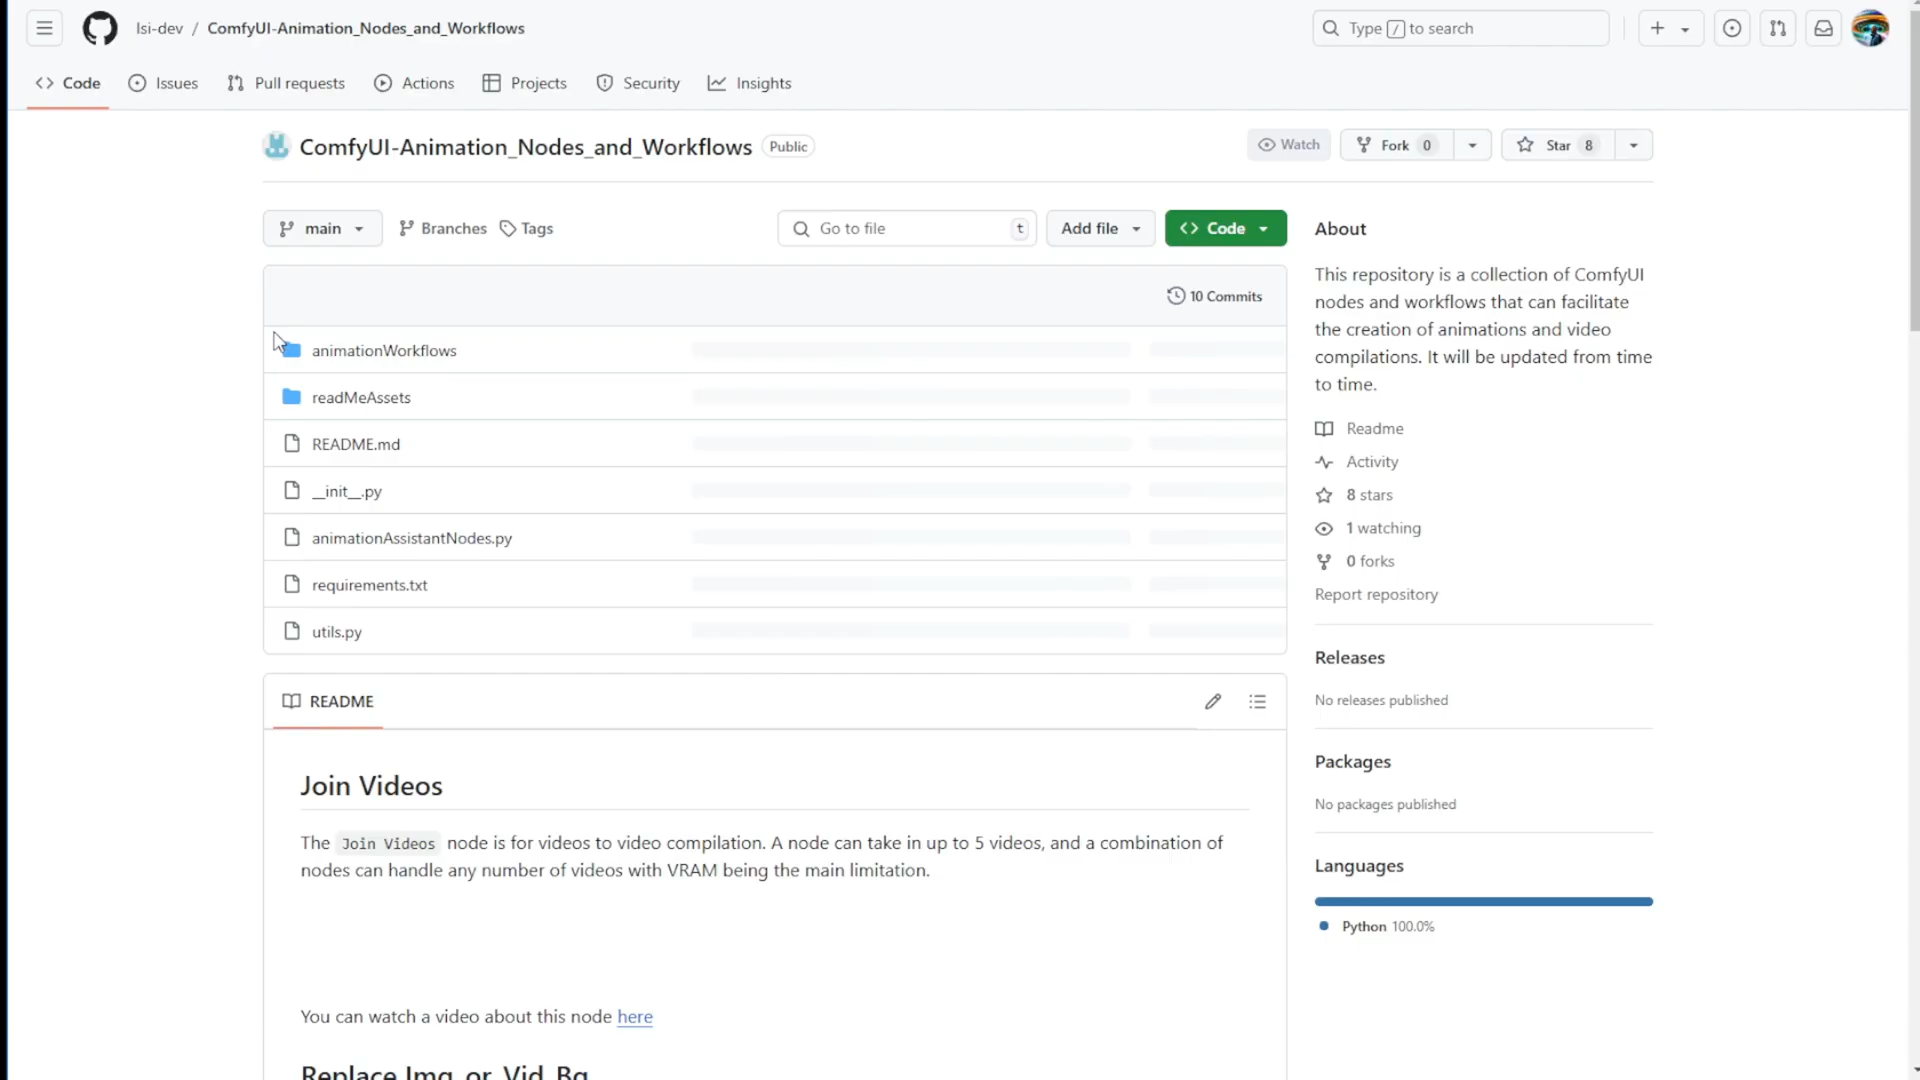 lsi-dev / ComfyUI-Animation_Nodes_and_Workflows
Type / to search
Code Issues Pull requests Actions Projects Security Insights
ComfyUI-Animation_Nodes_and_Workflows Public
Watch Fork 0 Star 8
main Branches Tags Go to file t Add file Code
10 Commits
animationWorkflows
readMeAssets
README.md
__init__.py
animationAssistantNodes.py
requirements.txt
utils.py
README
Join Videos
The Join Videos node is for videos to video compilation. A node can take in up to 5 videos, and a combination of
nodes can handle any number of videos with VRAM being the main limitation.
You can watch a video about this node here
Replace Img or Vid Bg
About
This repository is a collection of ComfyUI
nodes and workflows that can facilitate
the creation of animations and video
compilations. It will be updated from time
to time.
Readme
Activity
8 stars
1 watching
0 forks
Report repository
Releases
No releases published
Packages
No packages published
Languages
Python 100.0%